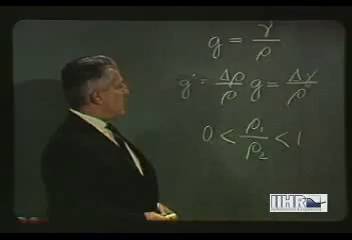 g = γ/ρ
g' = Δρ/ρ g = Δγ/ρ
0 < ρ₁/ρ₂ < 1
IIHR